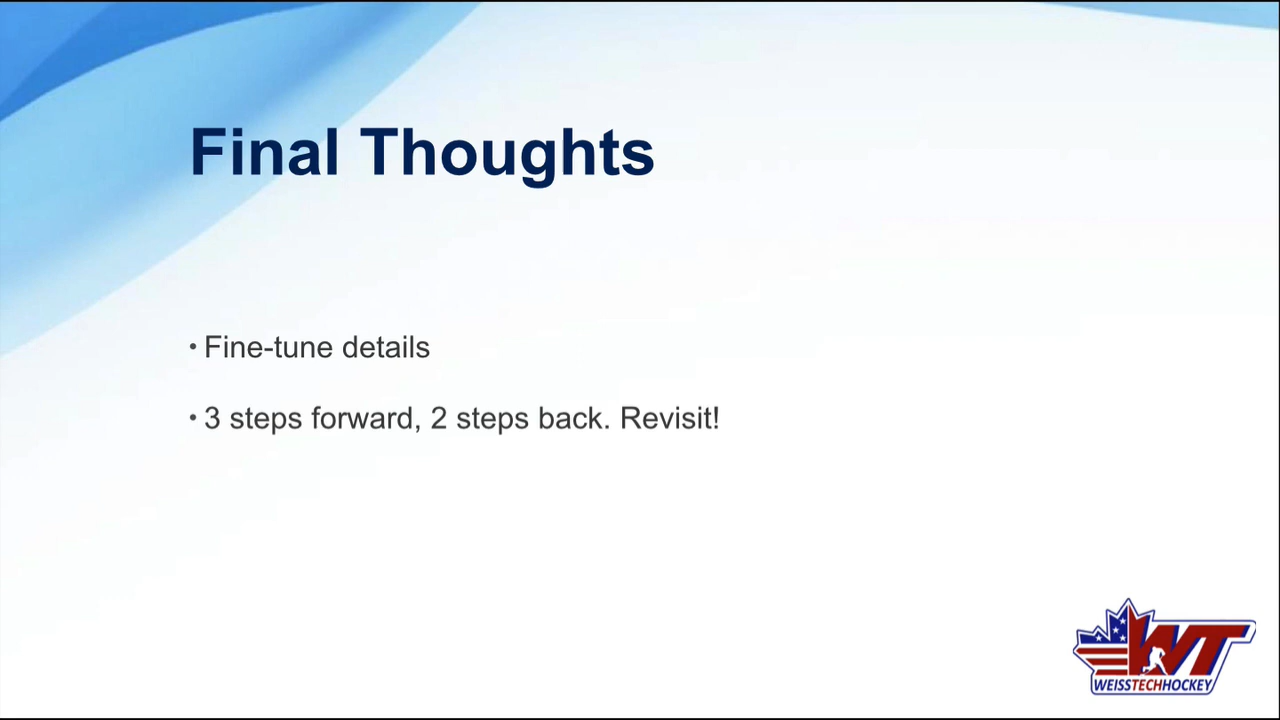 Final Thoughts
• Fine-tune details
• 3 steps forward, 2 steps back. Revisit!
WT
WEISSTECHHOCKEY